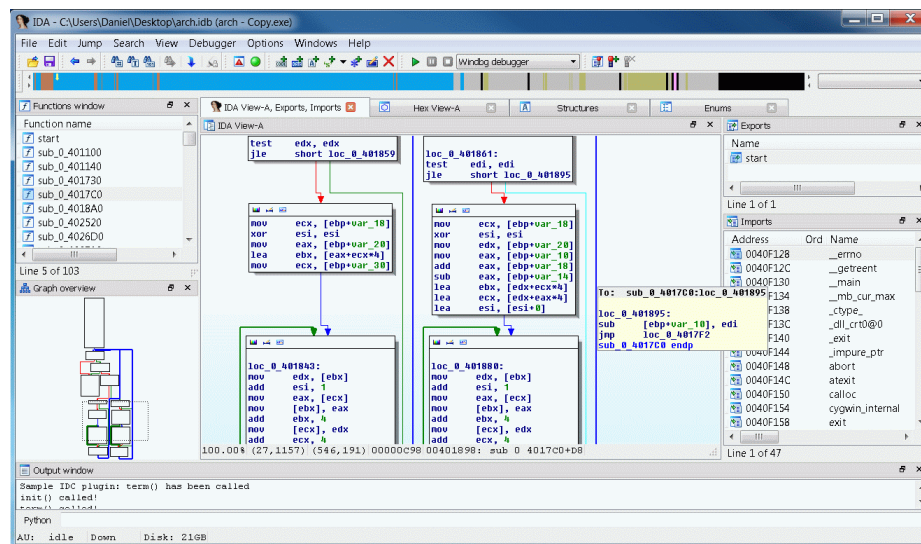 IDA - C:\Users\Daniel\Desktop\arch.idb (arch - Copy.exe)
File Edit Jump Search View Debugger Options Windows Help
Windbg debugger
Functions window
Function name
start
sub_0_401100
sub_0_401140
sub_0_401730
sub_0_4017C0
sub_0_4018A0
sub_0_402520
sub_0_4026D0
Line 5 of 103
Graph overview
IDA View-A, Exports, Imports
Hex View-A
Structures
Enums
IDA View-A
test edx, edx
jle short loc_0_401859
mov ecx, [ebp+var_18]
xor esi, esi
mov eax, [ebp+var_20]
lea ebx, [eax+ecx*4]
mov ecx, [ebp+var_30]
loc_0_401843:
mov edx, [ebx]
add esi, 1
mov eax, [ecx]
mov [ebx], eax
add ebx, 4
mov [ecx], edx
add ecx, 4
loc_0_401861:
test edi, edi
jle short loc_0_401895
mov ecx, [ebp+var_18]
xor esi, esi
mov edx, [ebp+var_20]
mov eax, [ebp+var_10]
add eax, [ebp+var_18]
sub eax, [ebp+var_14]
lea ebx, [edx+ecx*4]
lea ecx, [edx+eax*4]
lea esi, [esi+0]
loc_0_401880:
mov edx, [ebx]
add esi, 1
mov eax, [ecx]
mov [ebx], eax
add ebx, 4
mov [ecx], edx
add ecx, 4
To: sub_0_4017C0:loc_0_401895
loc_0_401895:
sub [ebp+var_10], edi
jmp loc_0_4017F2
sub_0_4017C0 endp
100.00% (27,1157) (546,191) 00000C98 00401898: sub 0 4017C0+D8
Exports
Name
start
Line 1 of 1
Imports
Address Ord Name
0040F128 __errno
0040F12C __getreent
0040F130 __main
F134 __mb_cur_max
F138 _ctype_
F13C _dll_crt0@0
F140 _exit
0040F144 _impure_ptr
0040F148 abort
0040F14C atexit
0040F150 calloc
0040F154 cygwin_internal
0040F158 exit
Line 1 of 47
Output window
Sample IDC plugin: term() has been called
init() called!
term() called!
Python
AU: idle Down Disk: 21GB